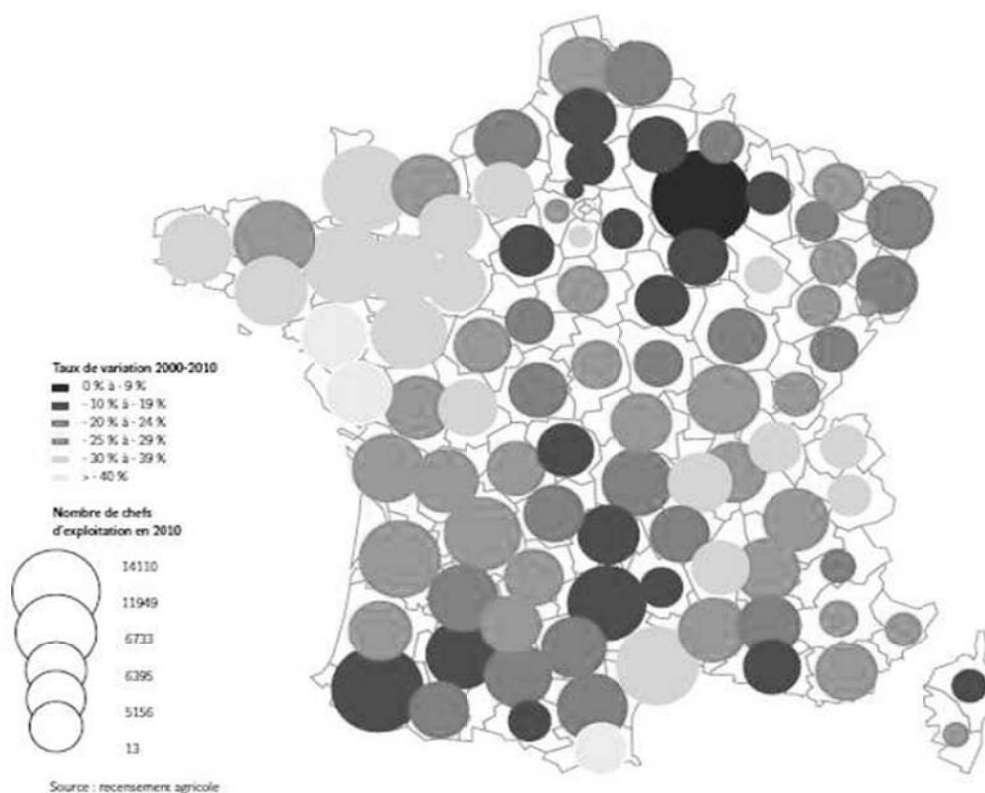 Taux de variation 2000-2010
0 % à - 9 %
- 10 % à - 19 %
- 20 % à - 24 %
- 25 % à - 29 %
- 30 % à - 39 %
> - 40 %
Nombre de chefs
d'exploitation en 2010
14110
11949
6733
6395
5156
13
Source : recensement agricole